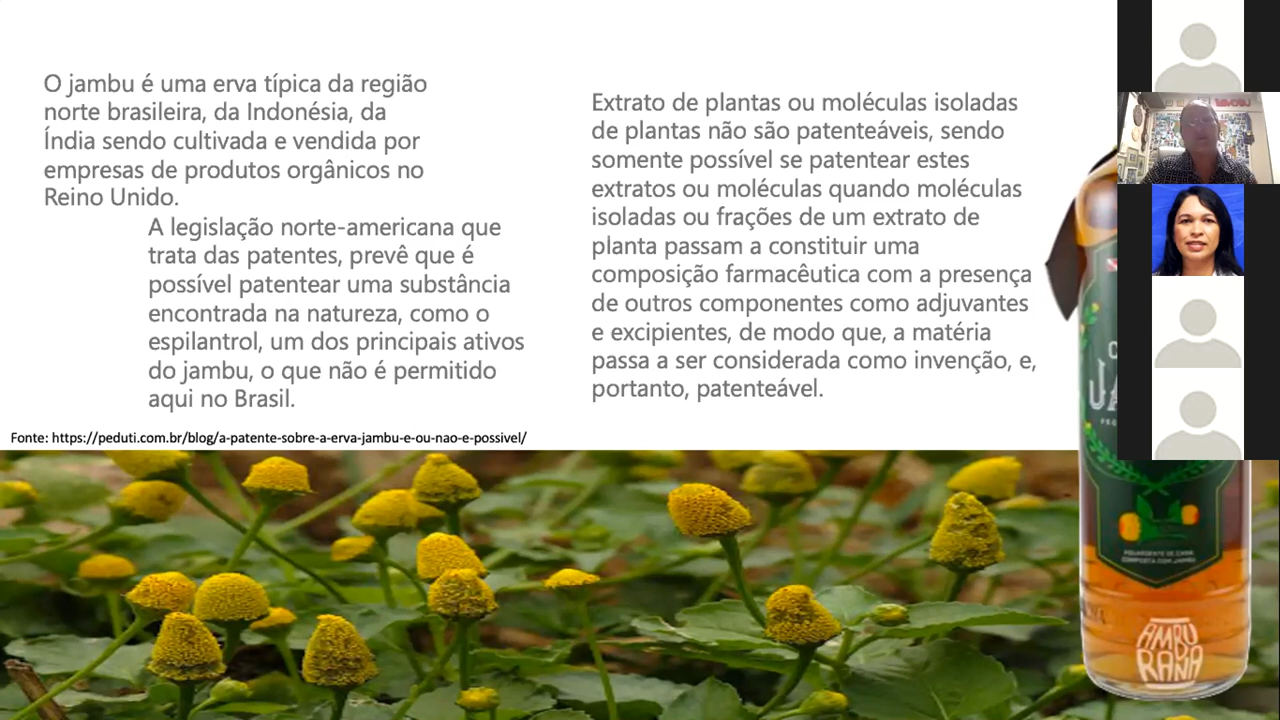 O jambu é uma erva típica da região
norte brasileira, da Indonésia, da
Índia sendo cultivada e vendida por
empresas de produtos orgânicos no
Reino Unido.
A legislação norte-americana que
trata das patentes, prevê que é
possível patentear uma substância
encontrada na natureza, como o
espilantrol, um dos principais ativos
do jambu, o que não é permitido
aqui no Brasil.
Fonte: https://peduti.com.br/blog/a-patente-sobre-a-erva-jambu-e-ou-nao-e-possivel/
Extrato de plantas ou moléculas isoladas
de plantas não são patenteáveis, sendo
somente possível se patentear estes
extratos ou moléculas quando moléculas
isoladas ou frações de um extrato de
planta passam a constituir uma
composição farmacêutica com a presença
de outros componentes como adjuvantes
e excipientes, de modo que, a matéria
passa a ser considerada como invenção, e,
portanto, patenteável.
AGUARDENTE DE CANA
COMPOSTA COM JAMBU
AMBU
RANA